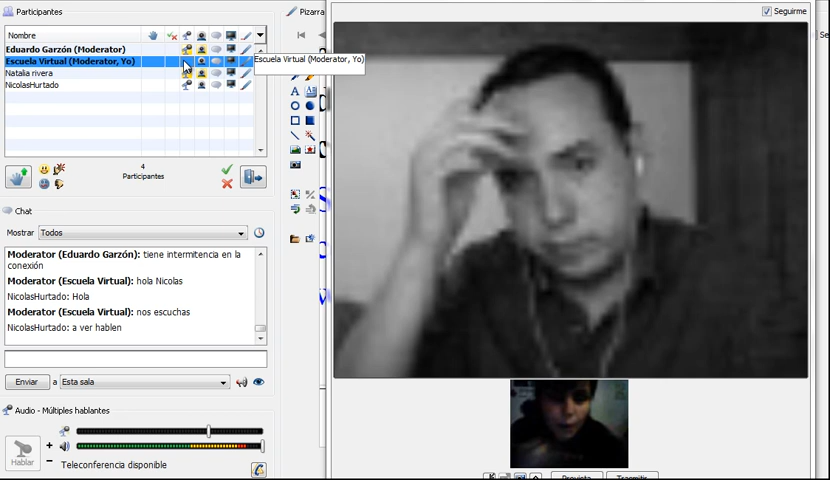 Participantes
Pizarra
Seguirme
Nombre
Eduardo Garzón (Moderator)
Escuela Virtual (Moderator, Yo)
Escuela Virtual (Moderator, Yo)
Natalia rivera
NicolasHurtado
4
Participantes
Chat
Mostrar Todos
Moderator (Eduardo Garzón): tiene intermitencia en la
conexión
Moderator (Escuela Virtual): hola Nicolas
NicolasHurtado: Hola
Moderator (Escuela Virtual): nos escuchas
NicolasHurtado: a ver hablen
Enviar a Esta sala
Audio - Múltiples hablantes
Hablar
Teleconferencia disponible